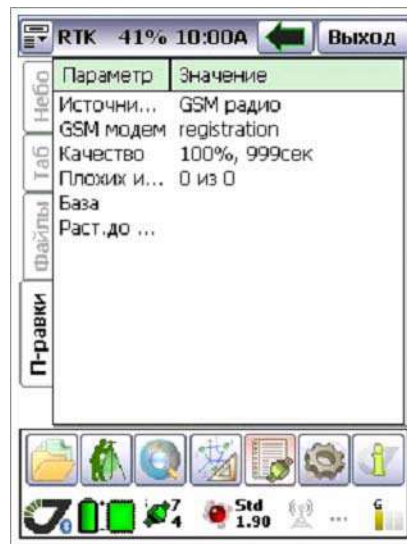 RTK 41% 10:00A Выход
Небо
Таб
Файлы
П-равки
Параметр Значение
Источни... GSM радио
GSM модем registration
Качество 100%, 999сек
Плохих и... 0 из 0
База
Раст.до ...
7
4
Std
1.90
...
G